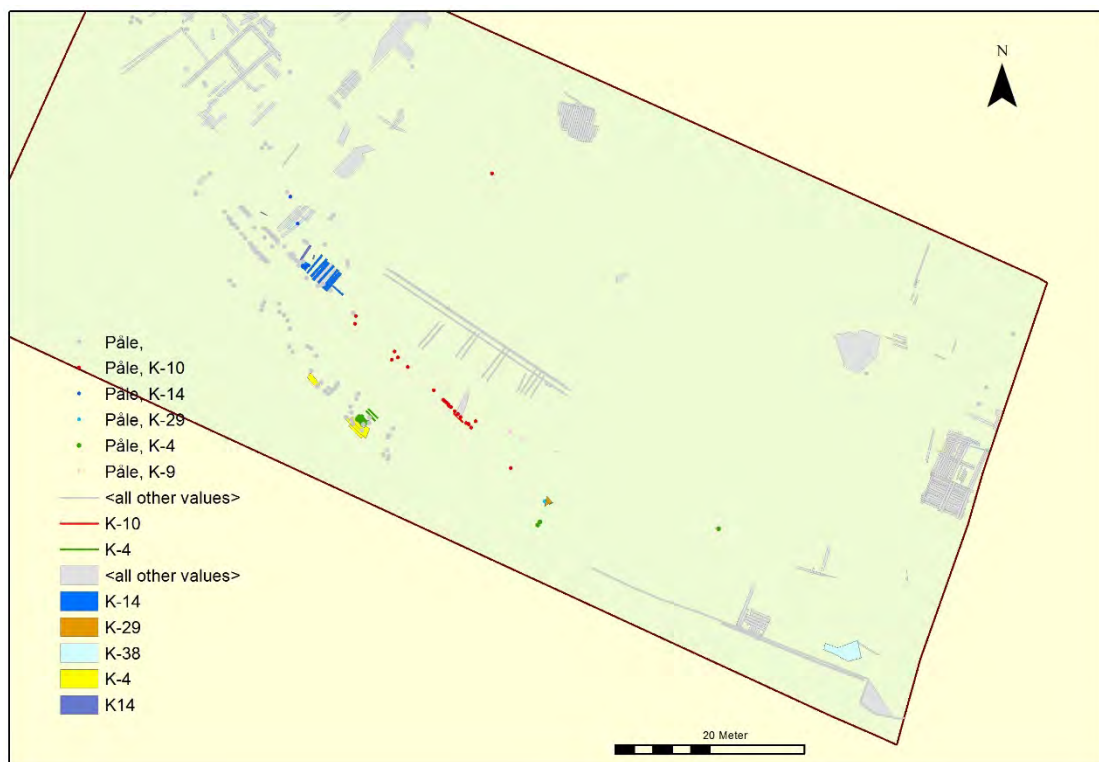 N
Påle,
Påle, K-10
Påle, K-14
Påle, K-29
Påle, K-4
Påle, K-9
<all other values>
K-10
K-4
<all other values>
K-14
K-29
K-38
K-4
K14
20 Meter